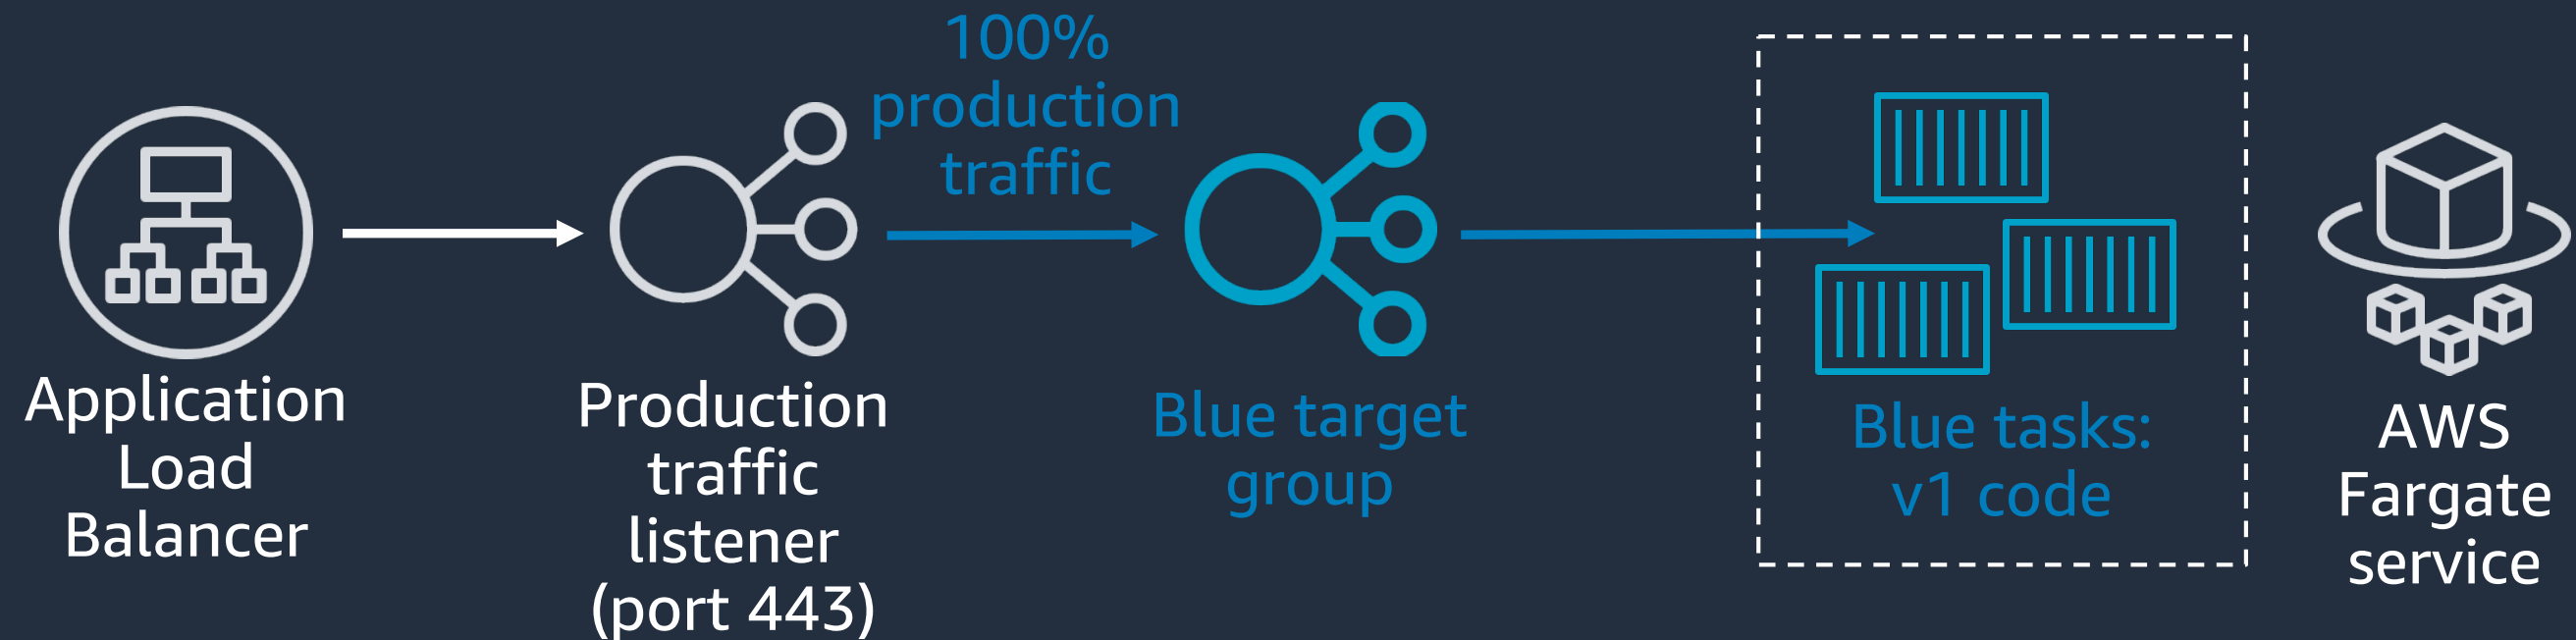 Application
Load
Balancer
Production
traffic
listener
(port 443)
100%
production
traffic
Blue target
group
Blue tasks:
v1 code
AWS
Fargate
service